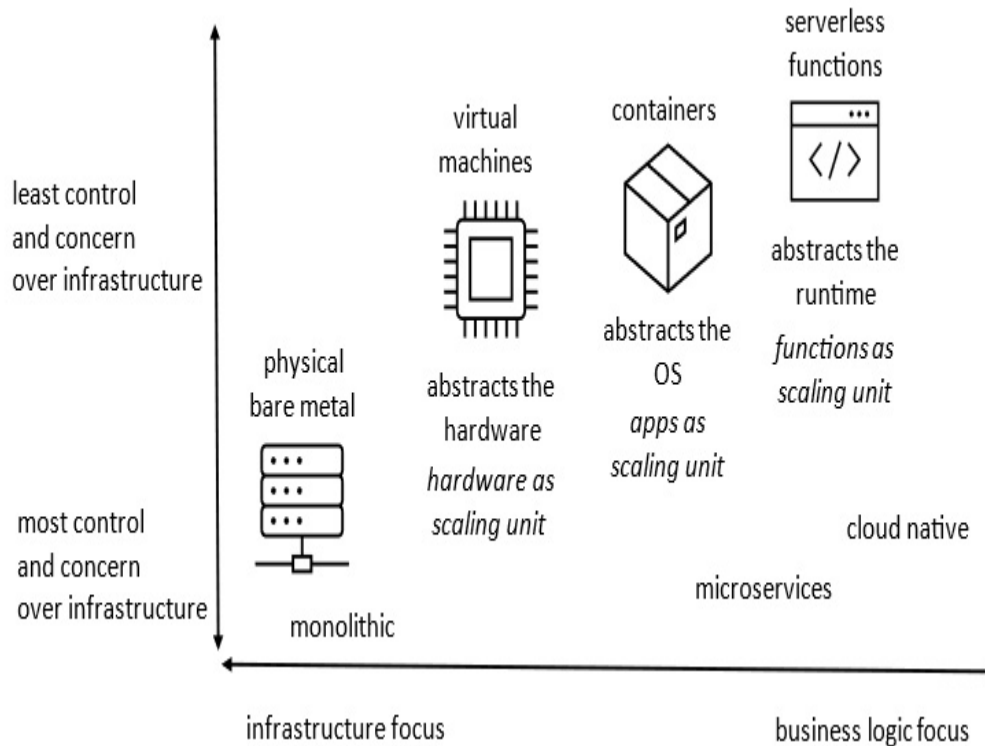 serverless
functions
containers
virtual
machines
</>
least control
and concern
over infrastructure
abstracts the
runtime
functions as
scaling unit
abstracts the
OS
apps as
scaling unit
physical
bare metal
abstracts the
hardware
hardware as
scaling unit
most control
and concern
over infrastructure
cloud native
microservices
monolithic
infrastructure focus
business logic focus